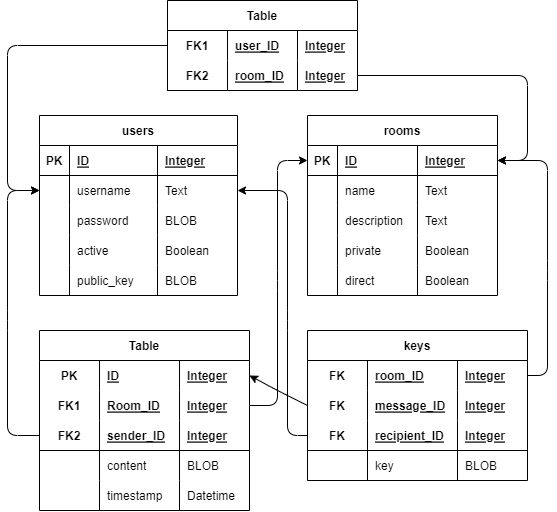 Table
FK1 user_ID Integer
FK2 room_ID Integer
users
PK ID Integer
username Text
password BLOB
active Boolean
public_key BLOB
rooms
PK ID Integer
name Text
description Text
private Boolean
direct Boolean
Table
PK ID Integer
FK1 Room_ID Integer
FK2 sender_ID Integer
content BLOB
timestamp Datetime
keys
FK room_ID Integer
FK message_ID Integer
FK recipient_ID Integer
key BLOB